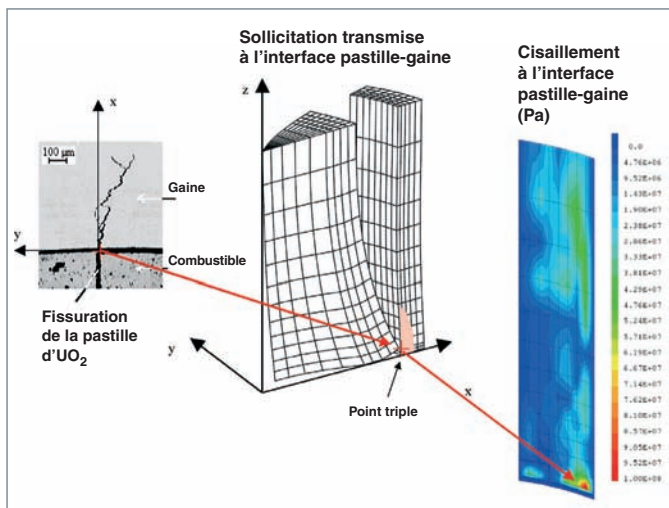 Sollicitation transmise
à l'interface pastille-gaine
Cisaillement
à l'interface
pastille-gaine
(Pa)
x
100 µm
Gaine
y
Combustible
Fissuration
de la pastille
d'UO₂
z
y
x
Point triple
0.0
4.76E+06
9.52E+06
1.43E+07
1.90E+07
2.38E+07
2.86E+07
3.33E+07
3.81E+07
4.29E+07
4.76E+07
5.24E+07
5.71E+07
6.19E+07
6.67E+07
7.14E+07
7.62E+07
8.10E+07
8.57E+07
9.05E+07
9.52E+07
1.00E+08